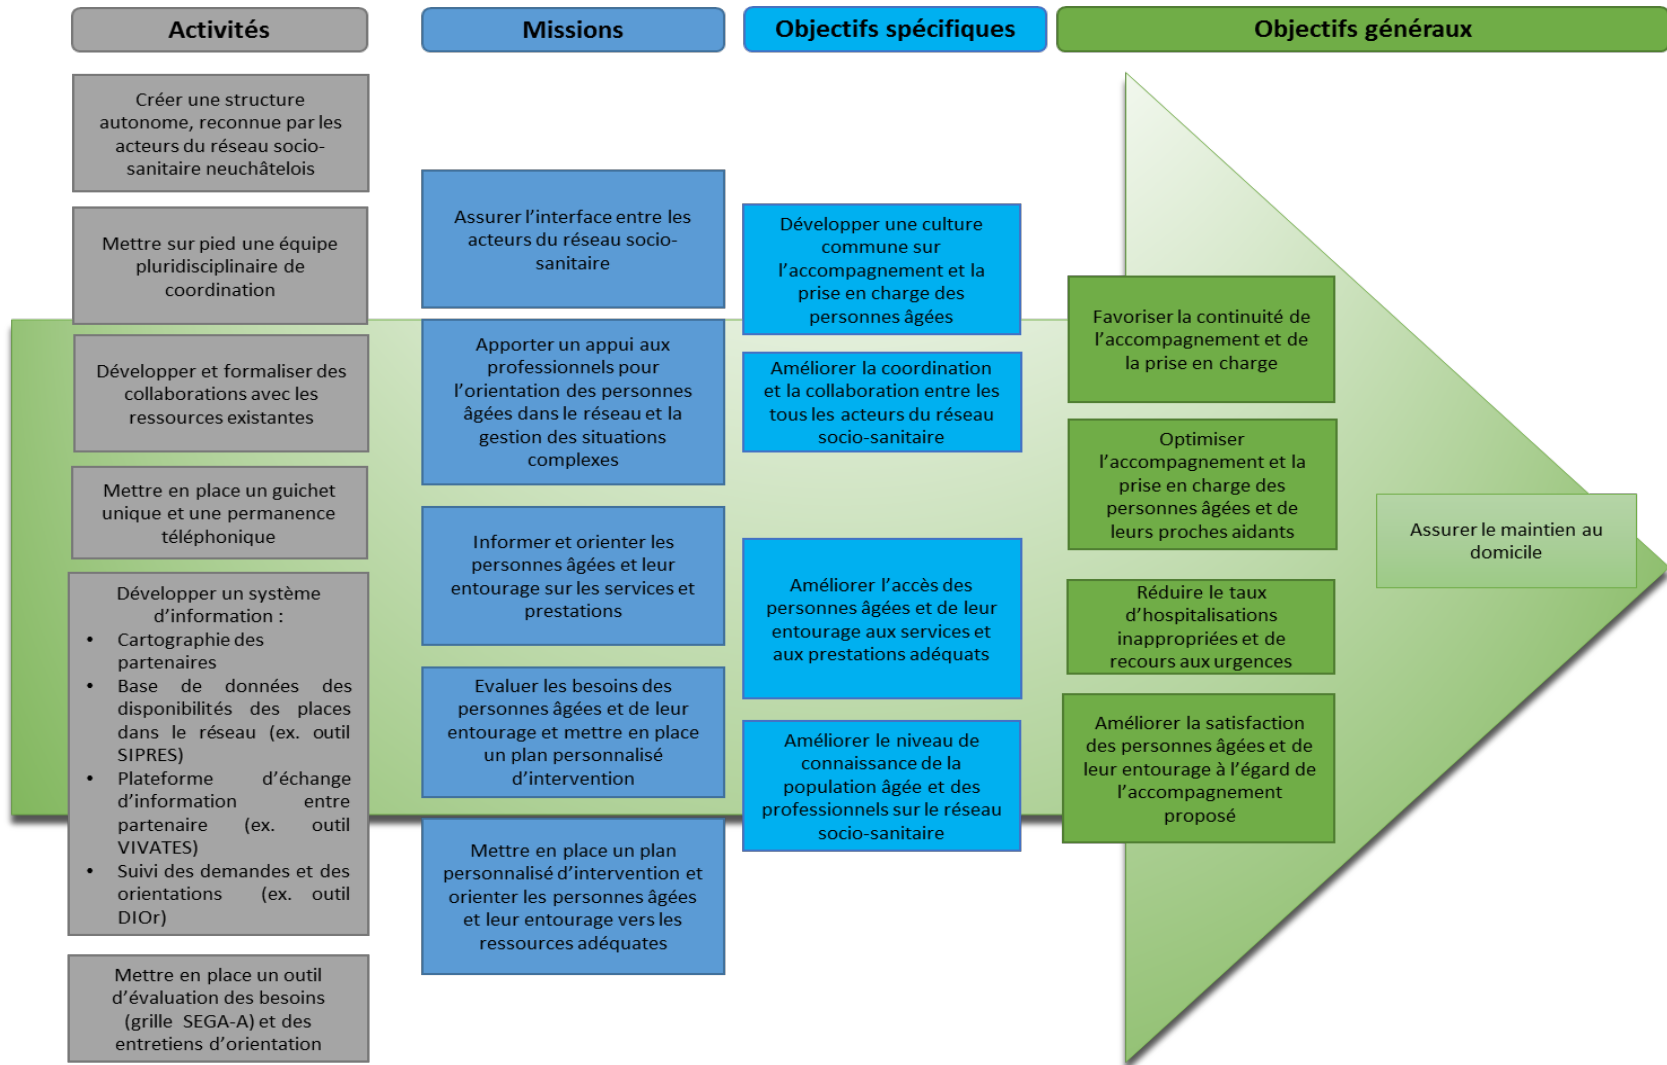 Activités
Missions
Objectifs spécifiques
Objectifs généraux
Créer une structure
autonome, reconnue par les
acteurs du réseau socio-
sanitaire neuchâtelois
Mettre sur pied une équipe
pluridisciplinaire de
coordination
Développer et formaliser des
collaborations avec les
ressources existantes
Mettre en place un guichet
unique et une permanence
téléphonique
Développer un système
d’information :
• Cartographie des
partenaires
• Base de données des
disponibilités des places
dans le réseau (ex. outil
SIPRES)
• Plateforme d’échange
d’information entre
partenaire (ex. outil
VIVATES)
• Suivi des demandes et des
orientations (ex. outil
DIOr)
Mettre en place un outil
d’évaluation des besoins
(grille SEGA-A) et des
entretiens d’orientation
Assurer l’interface entre les
acteurs du réseau socio-
sanitaire
Apporter un appui aux
professionnels pour
l’orientation des personnes
âgées dans le réseau et la
gestion des situations
complexes
Informer et orienter les
personnes âgées et leur
entourage sur les services et
prestations
Evaluer les besoins des
personnes âgées et de leur
entourage et mettre en place
un plan personnalisé
d’intervention
Mettre en place un plan
personnalisé d’intervention et
orienter les personnes âgées
et leur entourage vers les
ressources adéquates
Développer une culture
commune sur
l’accompagnement et la
prise en charge des
personnes âgées
Améliorer la coordination
et la collaboration entre les
tous les acteurs du réseau
socio-sanitaire
Améliorer l’accès des
personnes âgées et de leur
entourage aux services et
aux prestations adéquats
Améliorer le niveau de
connaissance de la
population âgée et des
professionnels sur le réseau
socio-sanitaire
Favoriser la continuité de
l’accompagnement et de
la prise en charge
Optimiser
l’accompagnement et la
prise en charge des
personnes âgées et de
leurs proches aidants
Réduire le taux
d’hospitalisations
inappropriées et de
recours aux urgences
Améliorer la satisfaction
des personnes âgées et de
leur entourage à l’égard de
l’accompagnement
proposé
Assurer le maintien au
domicile